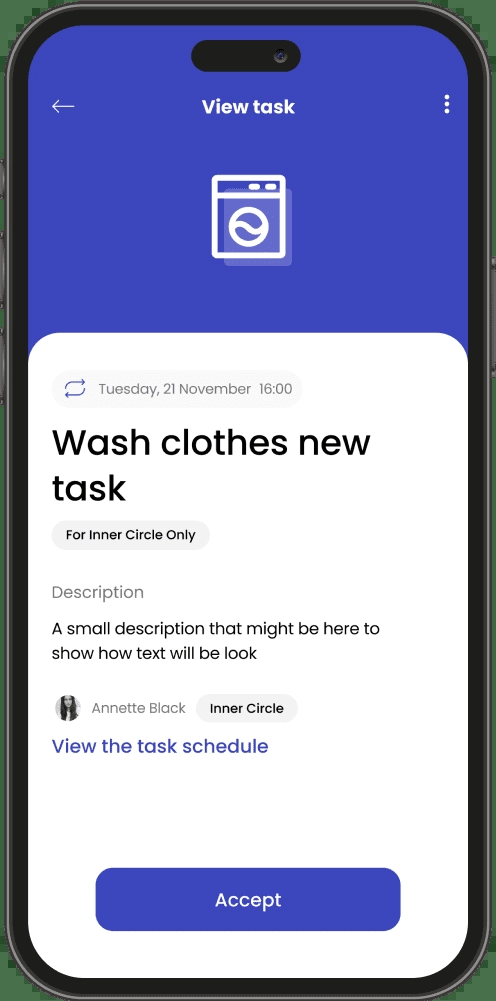 View task
Tuesday, 21 November 16:00
Wash clothes new
task
For Inner Circle Only
Description
A small description that might be here to
show how text will be look
Annette Black Inner Circle
View the task schedule
Accept